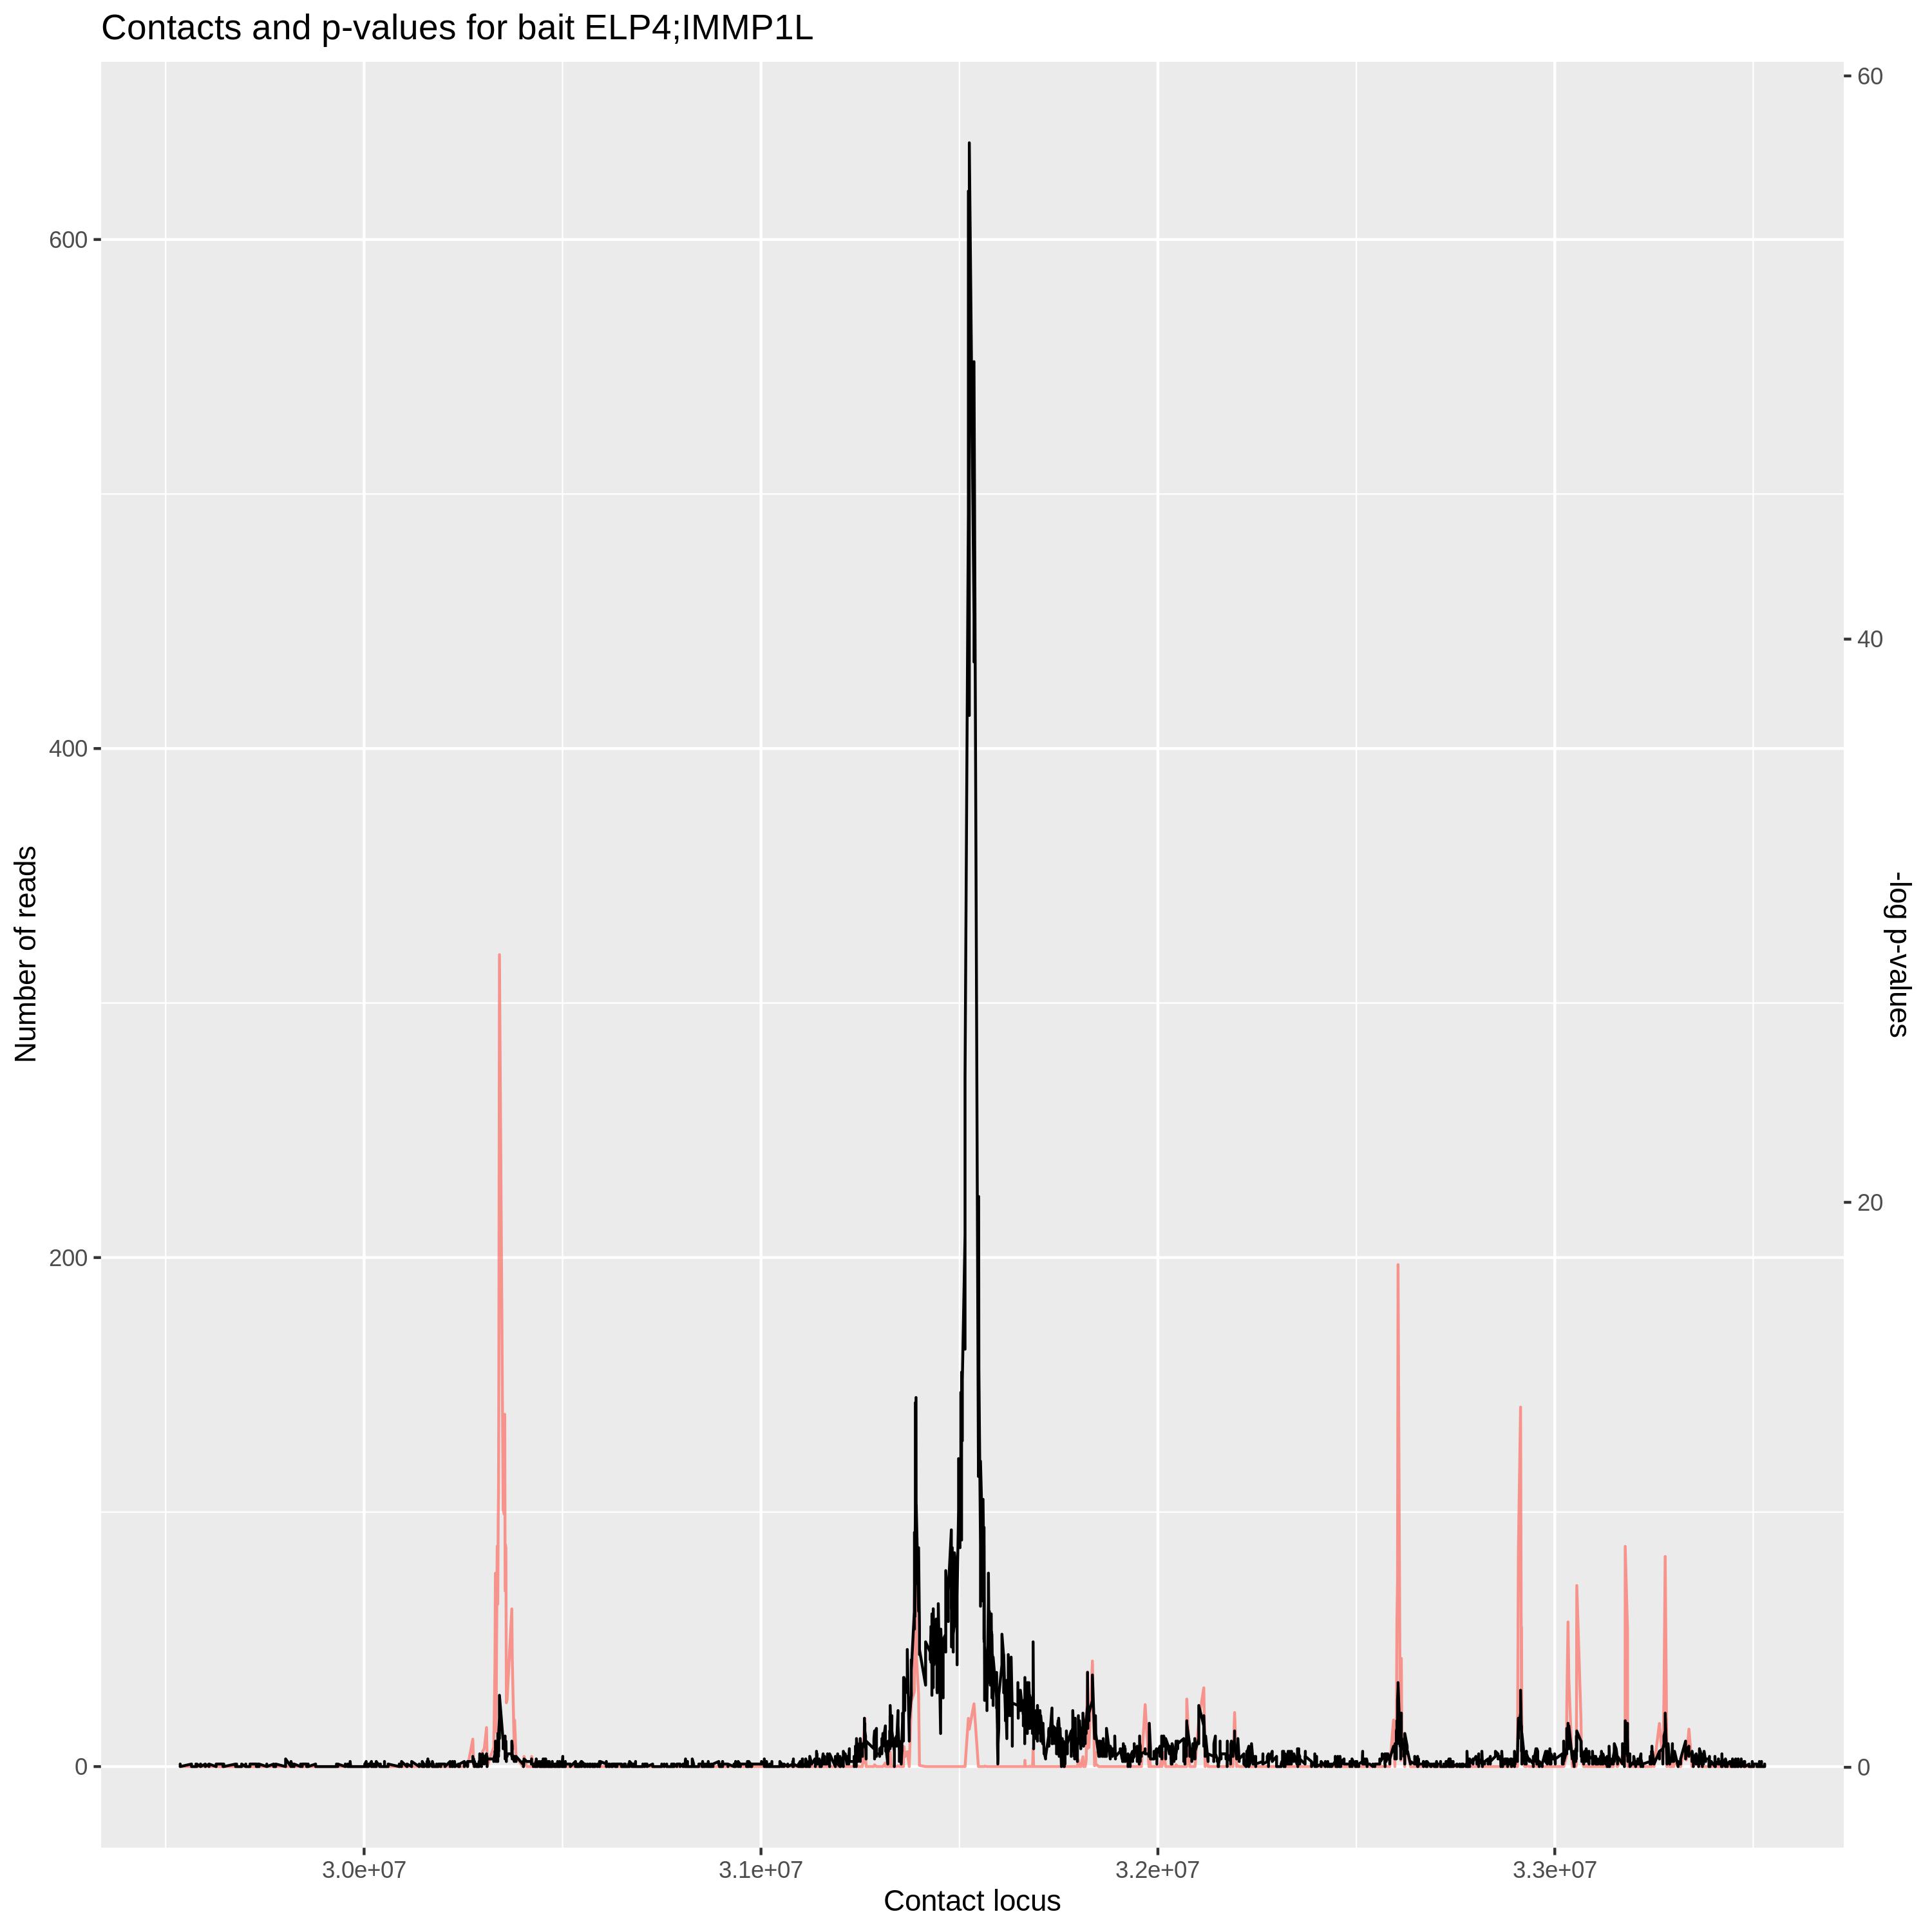 Contacts and p-values for bait ELP4;IMMP1L
Number of reads
600
400
200
0
60
40
20
0
-log p-values
3.0e+07 3.1e+07 3.2e+07 3.3e+07
Contact locus